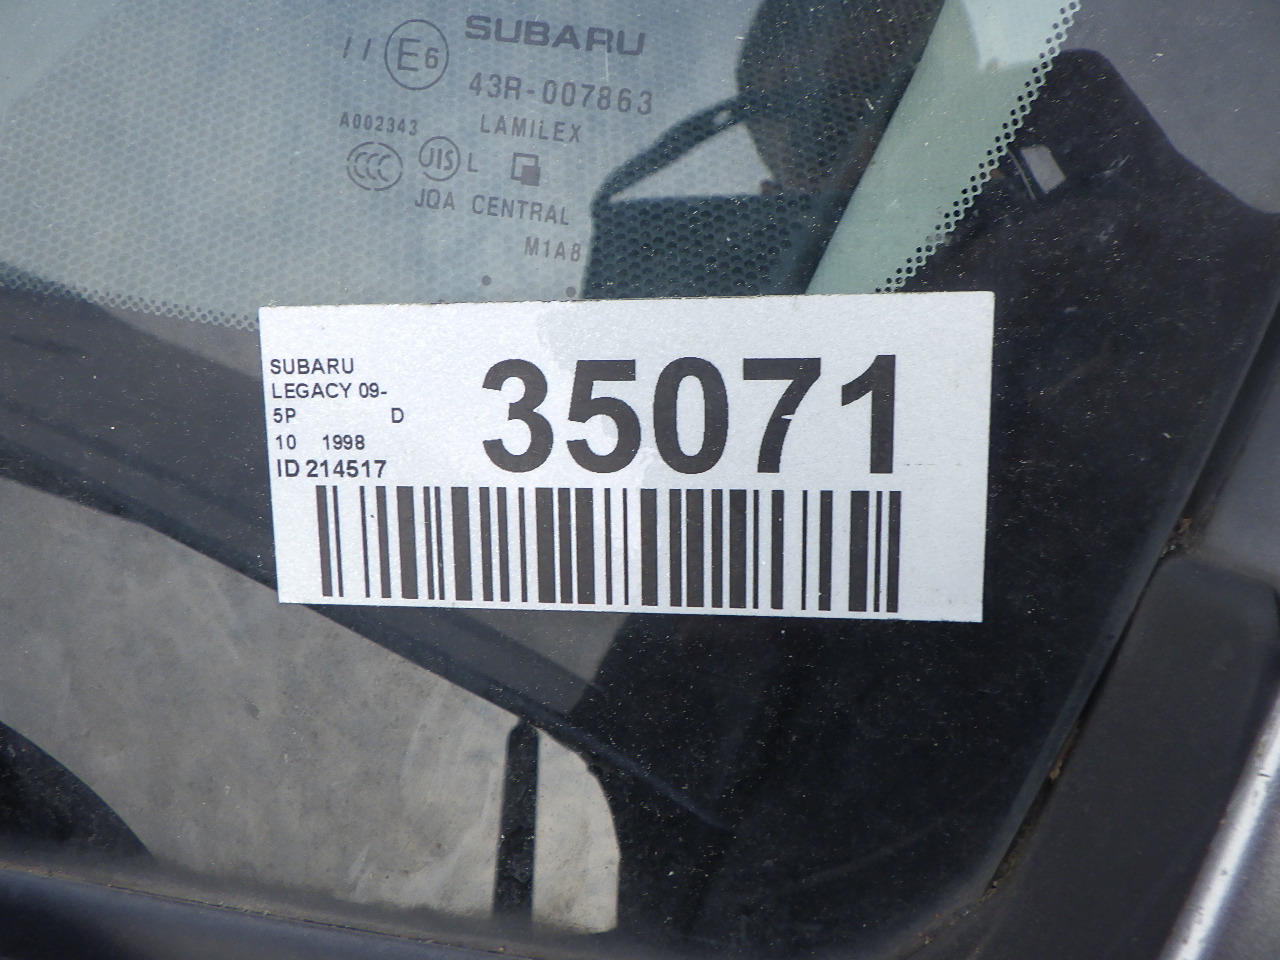 SUBARU
E6
43R-007863
LAMILEX
A002343
CCC JIS L
JQA CENTRAL
M1A8
SUBARU
LEGACY 09-
5P D
10 1998
ID 214517
35071